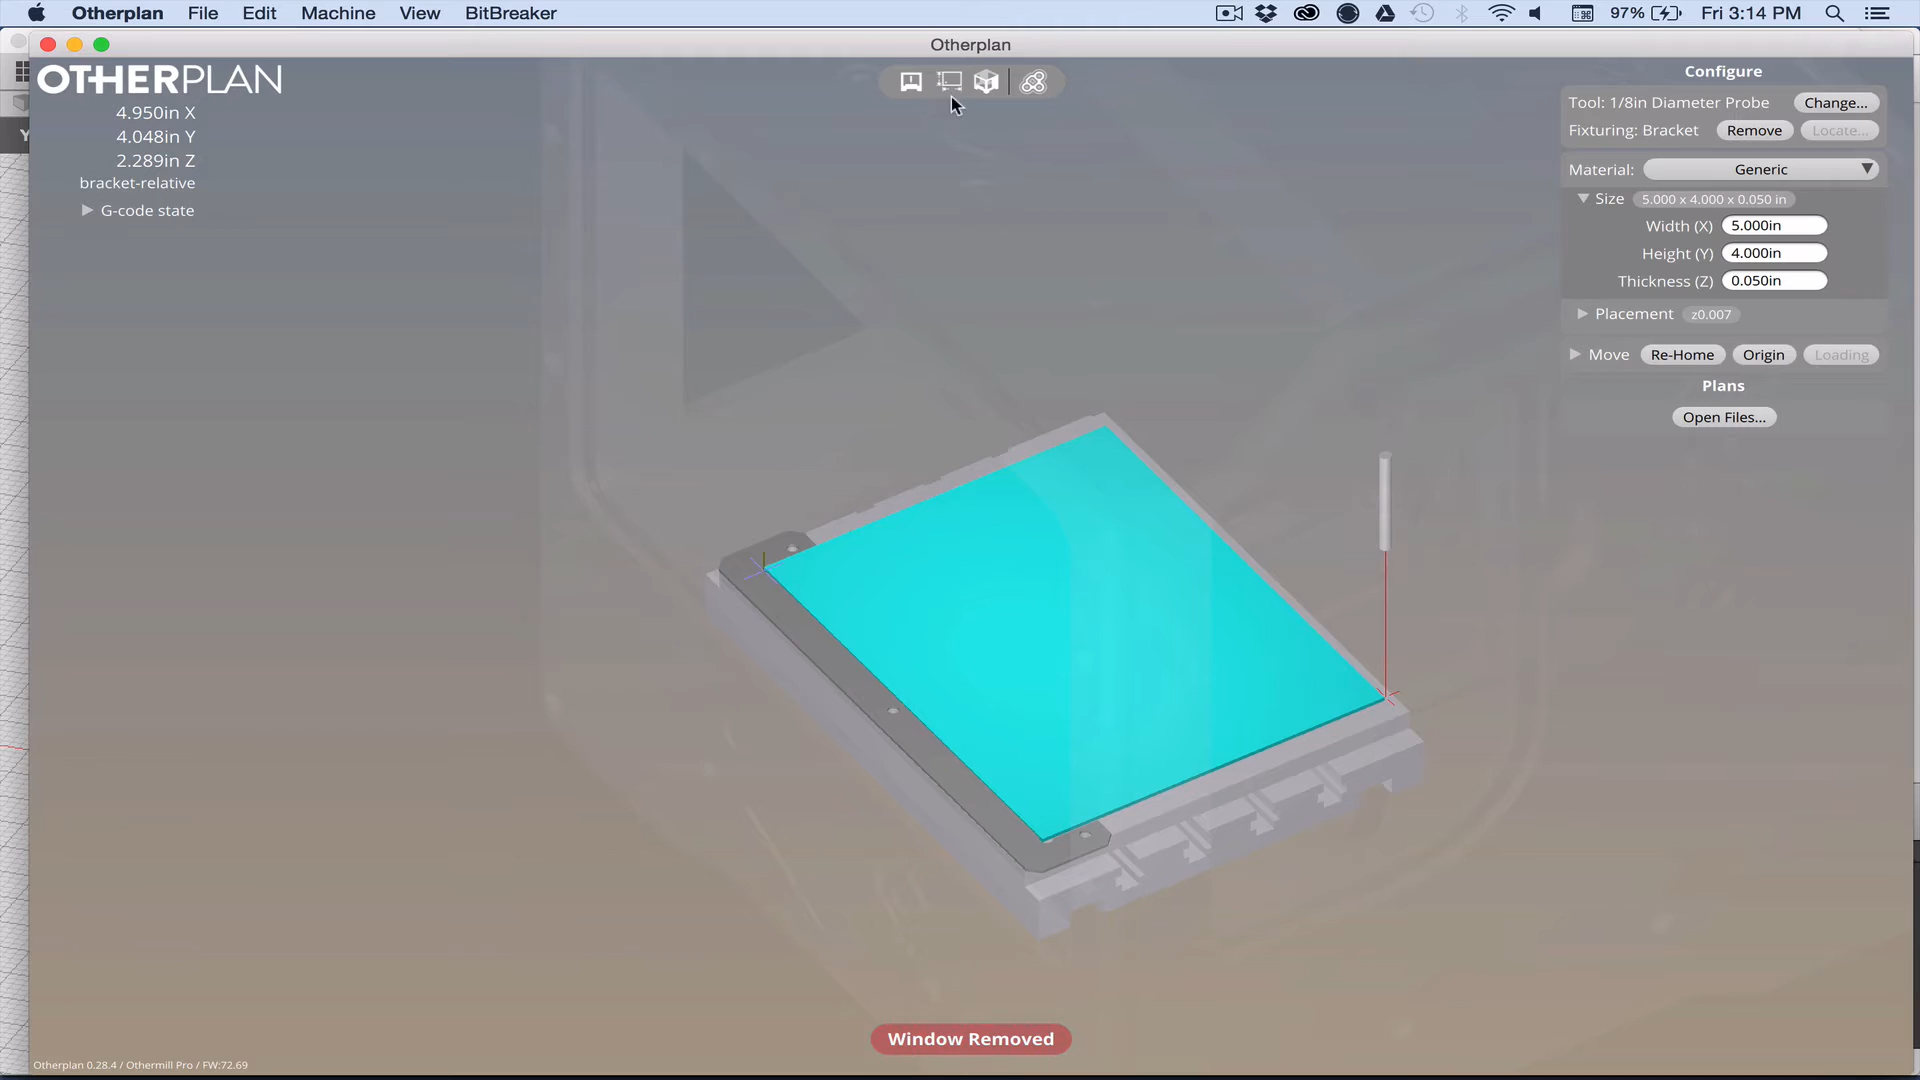 Otherplan File Edit Machine View BitBreaker 97% Fri 3:14 PM
Otherplan
OTHERPLAN
4.950in X
4.048in Y
2.289in Z
bracket-relative
G-code state
Configure
Tool: 1/8in Diameter Probe Change...
Fixturing: Bracket Remove Locate...
Material: Generic
Size 5.000 x 4.000 x 0.050 in
Width (X) 5.000in
Height (Y) 4.000in
Thickness (Z) 0.050in
Placement z0.007
Move Re-Home Origin Loading
Plans
Open Files...
Window Removed
Otherplan 0.28.4 / Othermill Pro / FW:72.69